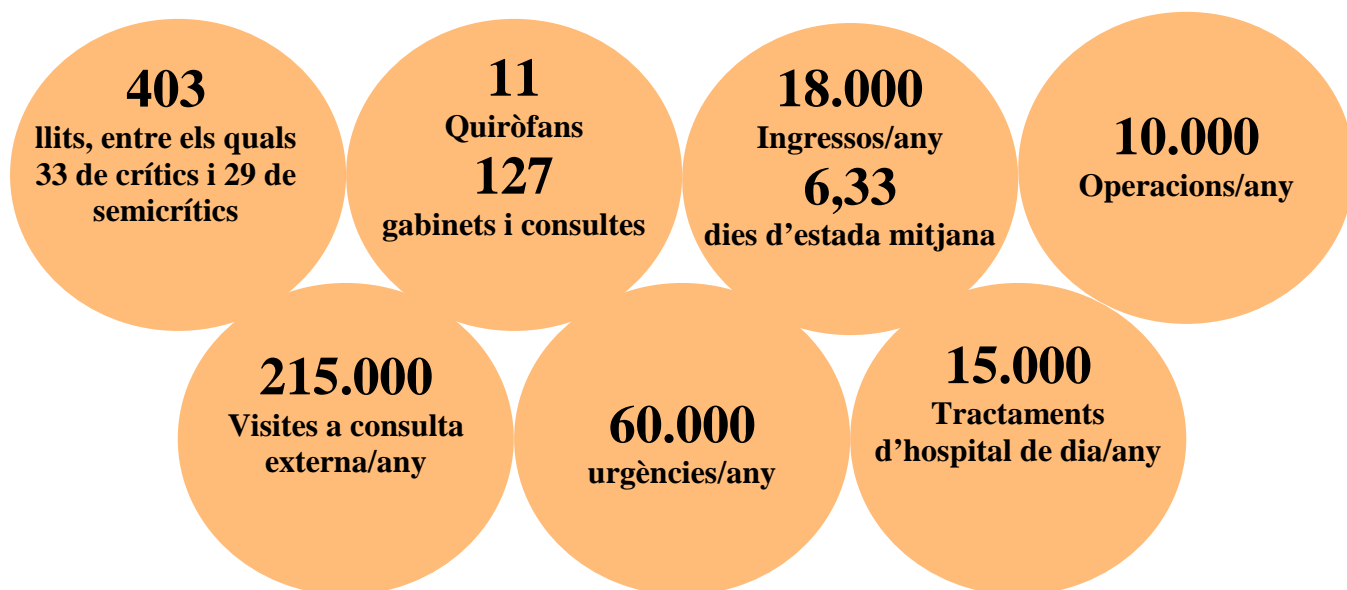 403
llits, entre els quals
33 de crítics i 29 de
semicrítics
11
Quiròfans
127
gabinets i consultes
18.000
Ingressos/any
6,33
dies d’estada mitjana
10.000
Operacions/any
215.000
Visites a consulta
externa/any
60.000
urgències/any
15.000
Tractaments
d’hospital de dia/any